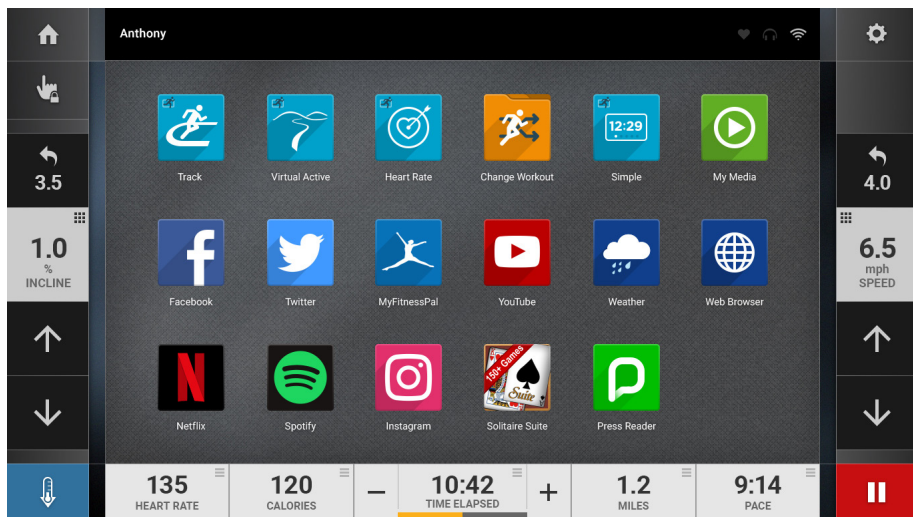 Anthony
3.5
1.0
%
INCLINE
12:29
Track
Virtual Active
Heart Rate
Change Workout
Simple
My Media
Facebook
Twitter
MyFitnessPal
YouTube
Weather
Web Browser
150+ Games
Suite
Netflix
Spotify
Instagram
Solitaire Suite
Press Reader
4.0
6.5
mph
SPEED
135
HEART RATE
120
CALORIES
−
10:42
TIME ELAPSED
+
1.2
MILES
9:14
PACE